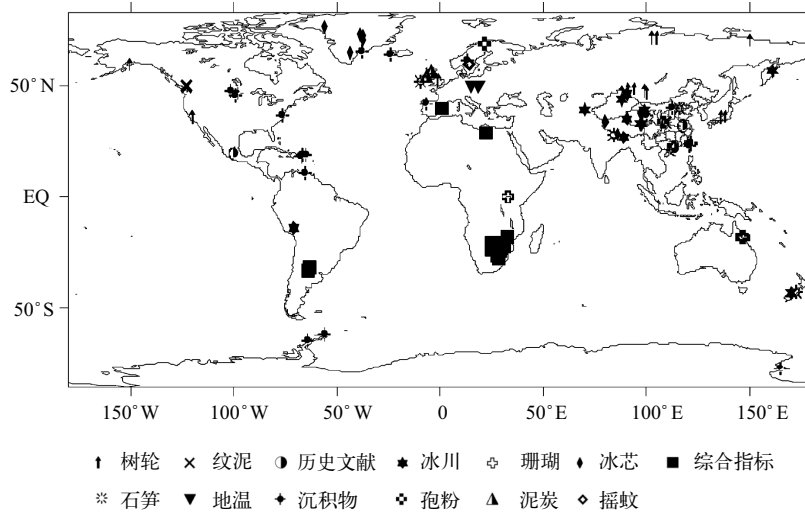 50°N
EQ
50°S
150°W 100°W 50°W 0 50°E 100°E 150°E
树轮 纹泥 历史文献 冰川 珊瑚 冰芯 综合指标
石笋 地温 沉积物 孢粉 泥炭 摇蚊